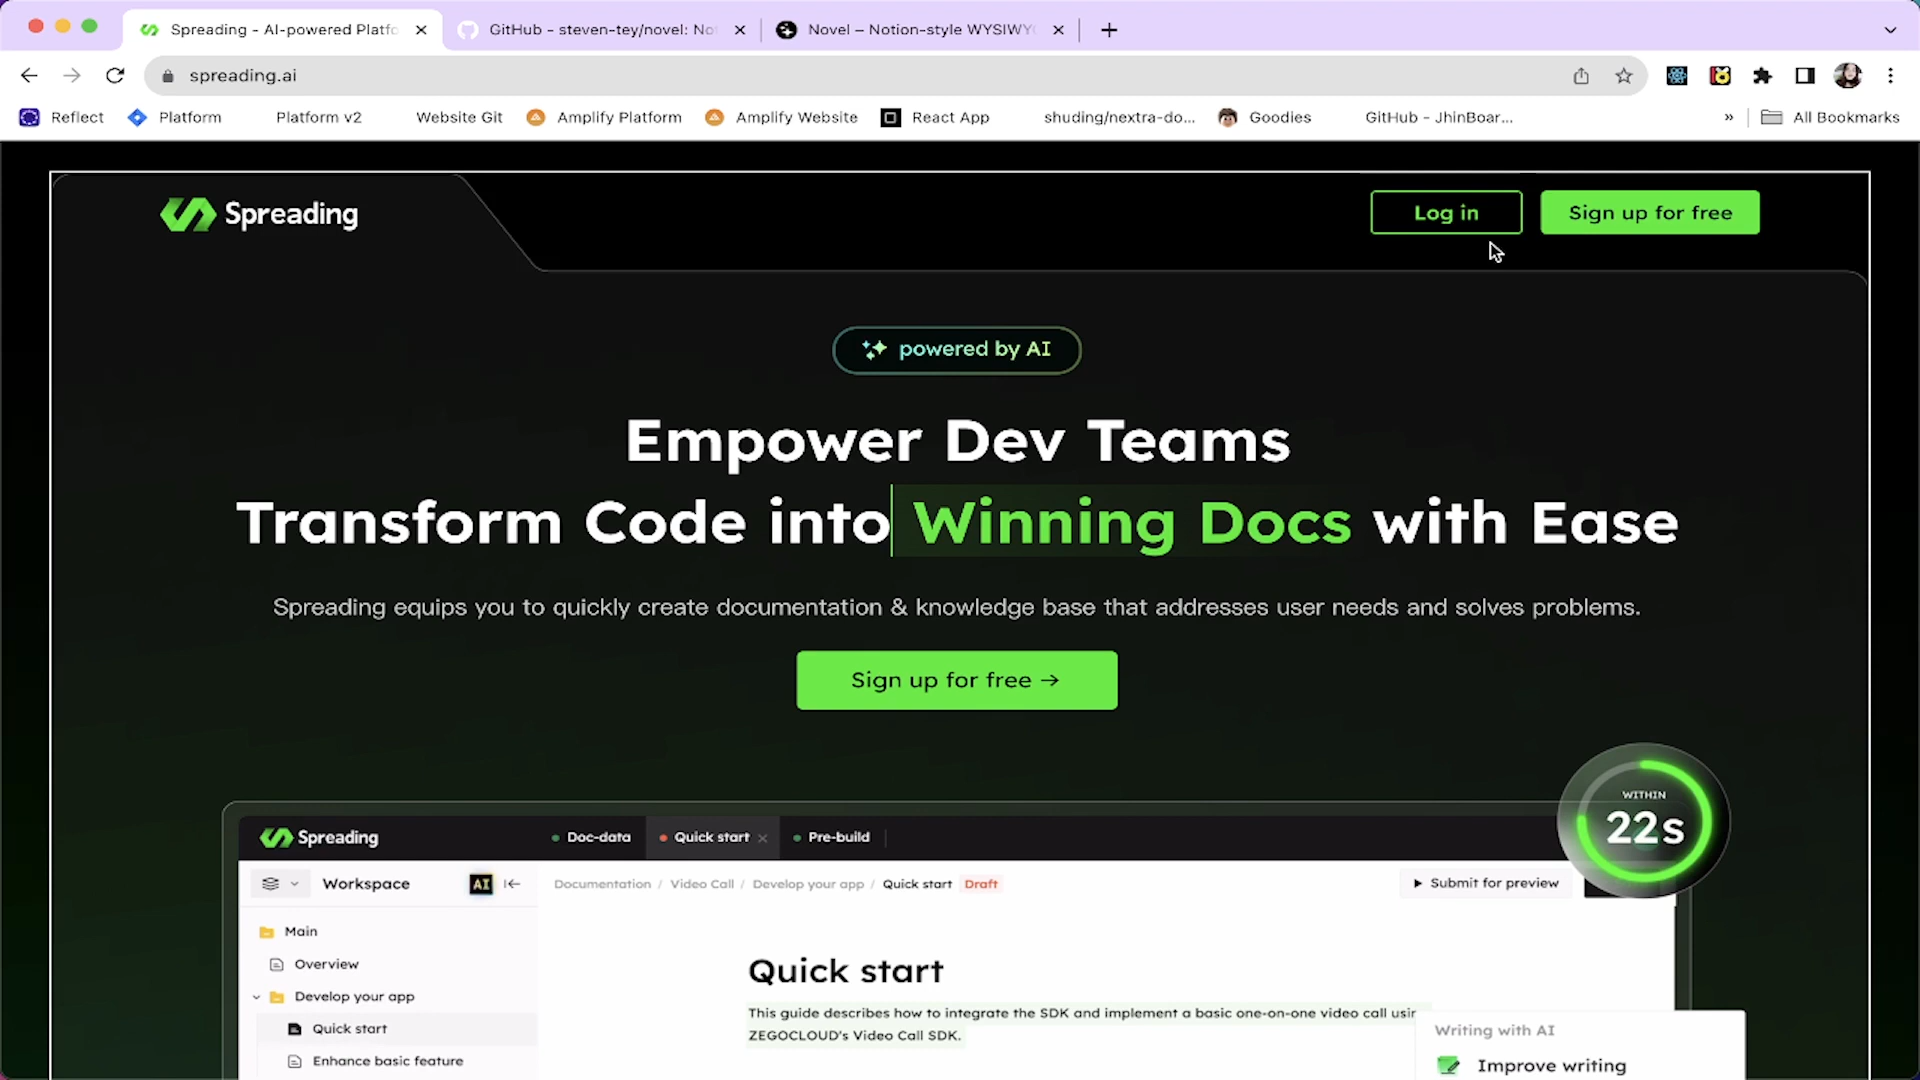 Spreading - AI-powered Platfo
GitHub - steven-tey/novel: No
Novel – Notion-style WYSIWY
spreading.ai
Reflect
Platform
Platform v2
Website Git
Amplify Platform
Amplify Website
React App
shuding/nextra-do...
Goodies
GitHub - JhinBoar...
»
All Bookmarks
Spreading
Log in
Sign up for free
powered by AI
Empower Dev Teams
Transform Code into Winning Docs with Ease
Spreading equips you to quickly create documentation & knowledge base that addresses user needs and solves problems.
Sign up for free →
WITHIN
22s
Spreading
Doc-data
Quick start
Pre-build
Workspace
AI
Documentation / Video Call / Develop your app / Quick start Draft
Submit for preview
Main
Overview
Develop your app
Quick start
Enhance basic feature
Quick start
This guide describes how to integrate the SDK and implement a basic one-on-one video call usin
ZEGOCLOUD's Video Call SDK.
Writing with AI
Improve writing